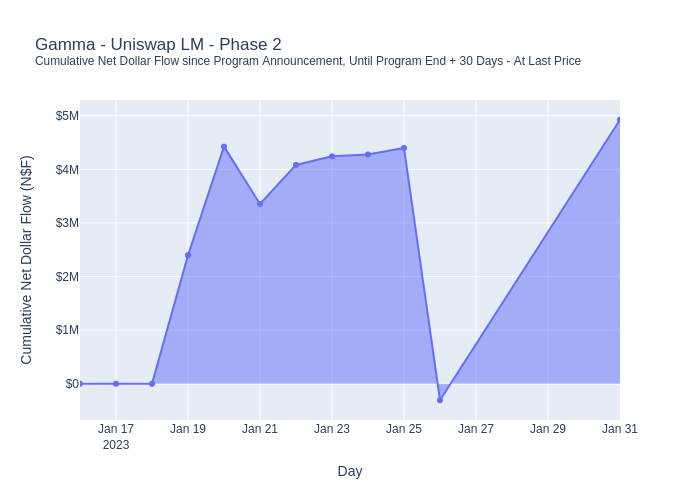 Gamma - Uniswap LM - Phase 2
Cumulative Net Dollar Flow since Program Announcement, Until Program End + 30 Days - At Last Price
Cumulative Net Dollar Flow (N$F)
$5M
$4M
$3M
$2M
$1M
$0
Jan 17 Jan 19 Jan 21 Jan 23 Jan 25 Jan 27 Jan 29 Jan 31
2023
Day